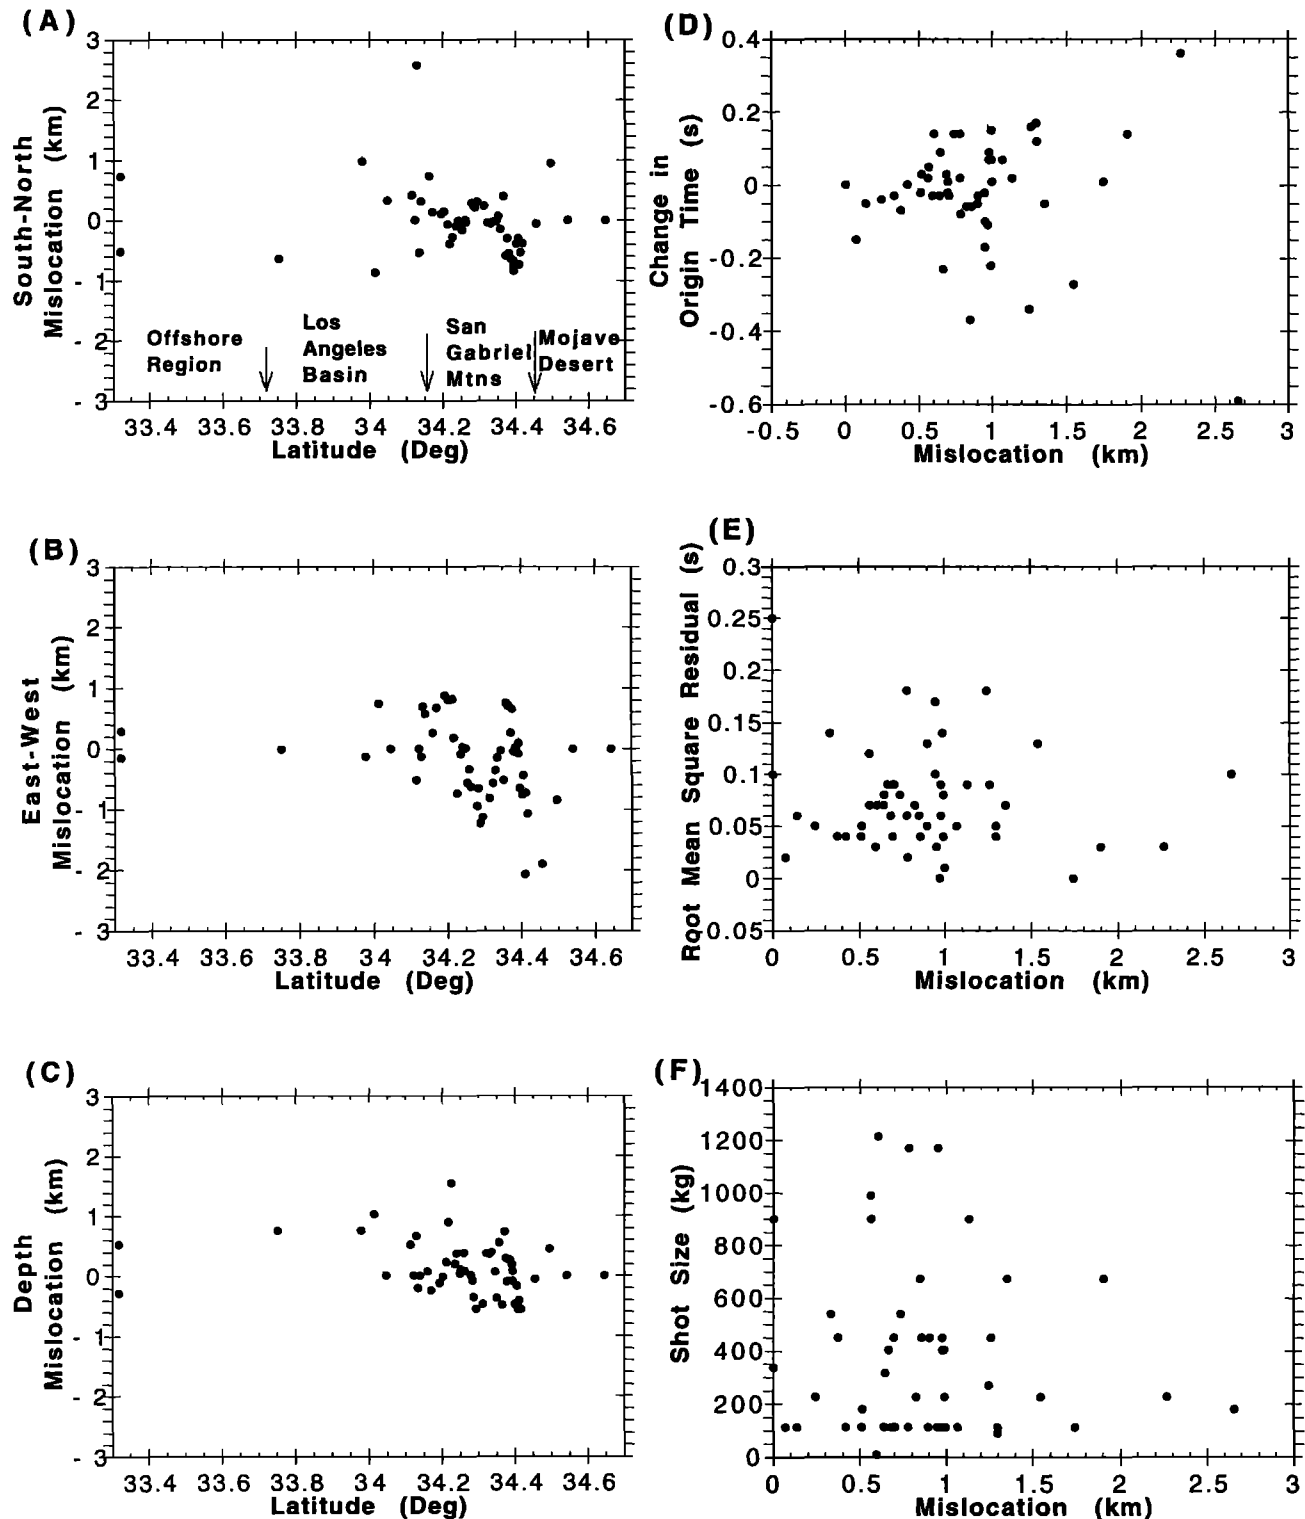 (A)
3
2
1
0
- 1
- 2
- 3
South-North
Mislocation (km)
Offshore
Region
Los
Angeles
Basin
San
Gabriel
Mtns
Mojave
Desert
33.4 33.6 33.8 34 34.2 34.4 34.6
Latitude (Deg)
(D)
0.4
0.2
0
-0.2
-0.4
-0.6
Change in
Origin Time (s)
-0.5 0 0.5 1 1.5 2 2.5 3
Mislocation (km)
(B)
3
2
1
0
- 1
- 2
- 3
East-West
Mislocation (km)
33.4 33.6 33.8 34 34.2 34.4 34.6
Latitude (Deg)
(E)
0.3
0.25
0.2
0.15
0.1
0.05
0
0.05
Root Mean Square Residual (s)
0 0.5 1 1.5 2 2.5 3
Mislocation (km)
(C)
3
2
1
0
- 1
- 2
- 3
Depth
Mislocation (km)
33.4 33.6 33.8 34 34.2 34.4 34.6
Latitude (Deg)
(F)
1400
1200
1000
800
600
400
200
0
Shot Size (kg)
0 0.5 1 1.5 2 2.5 3
Mislocation (km)